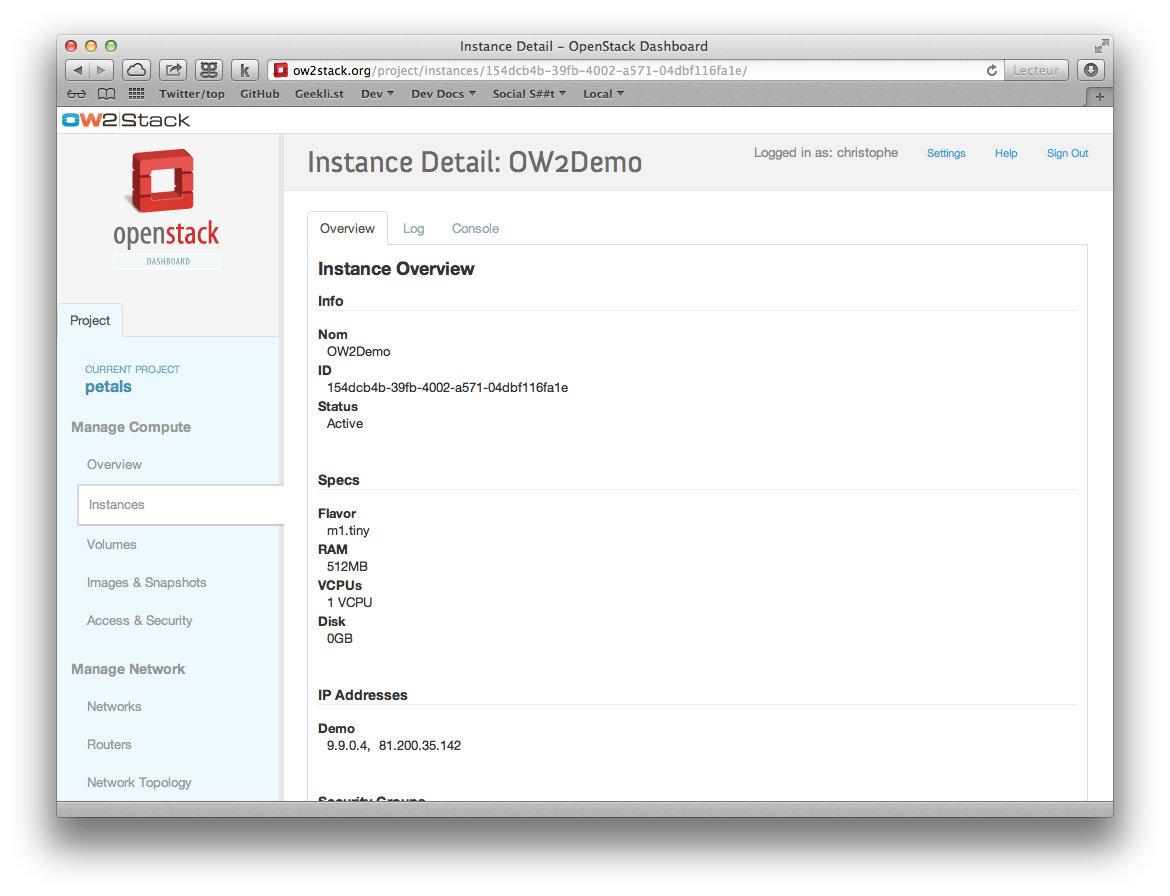 Instance Detail – OpenStack Dashboard
k
ow2stack.org/project/instances/154dcb4b-39fb-4002-a571-04dbf116fa1e/
Lecteur
Twitter/top GitHub Geekli.st Dev Dev Docs Social S##t Local
OW2Stack
Instance Detail: OW2Demo
Logged in as: christophe Settings Help Sign Out
openstack
DASHBOARD
Project
CURRENT PROJECT
petals
Manage Compute
Overview
Instances
Volumes
Images & Snapshots
Access & Security
Manage Network
Networks
Routers
Network Topology
Overview Log Console
Instance Overview
Info
Nom
OW2Demo
ID
154dcb4b-39fb-4002-a571-04dbf116fa1e
Status
Active
Specs
Flavor
m1.tiny
RAM
512MB
VCPUs
1 VCPU
Disk
0GB
IP Addresses
Demo
9.9.0.4, 81.200.35.142
Security Groups